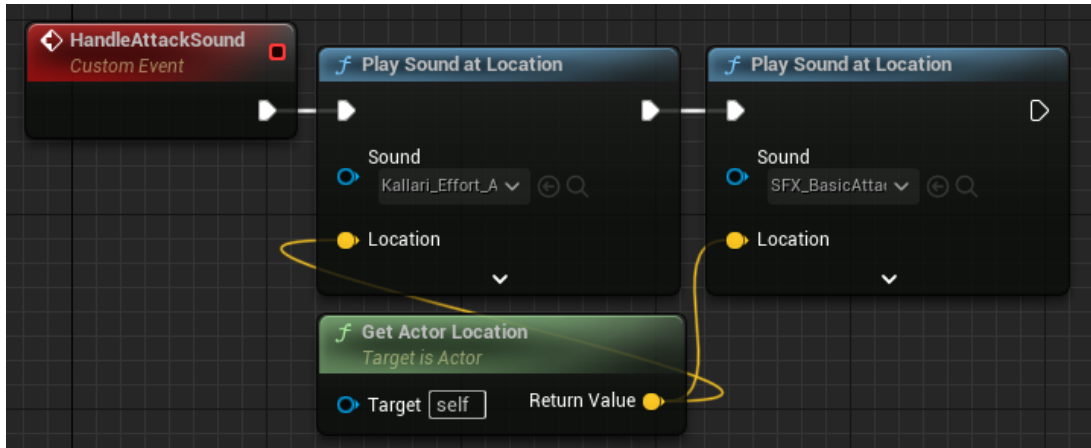 HandleAttackSound
Custom Event
Play Sound at Location
Sound
Kallari_Effort_A
Location
Play Sound at Location
Sound
SFX_BasicAtta
Location
Get Actor Location
Target is Actor
Target self
Return Value